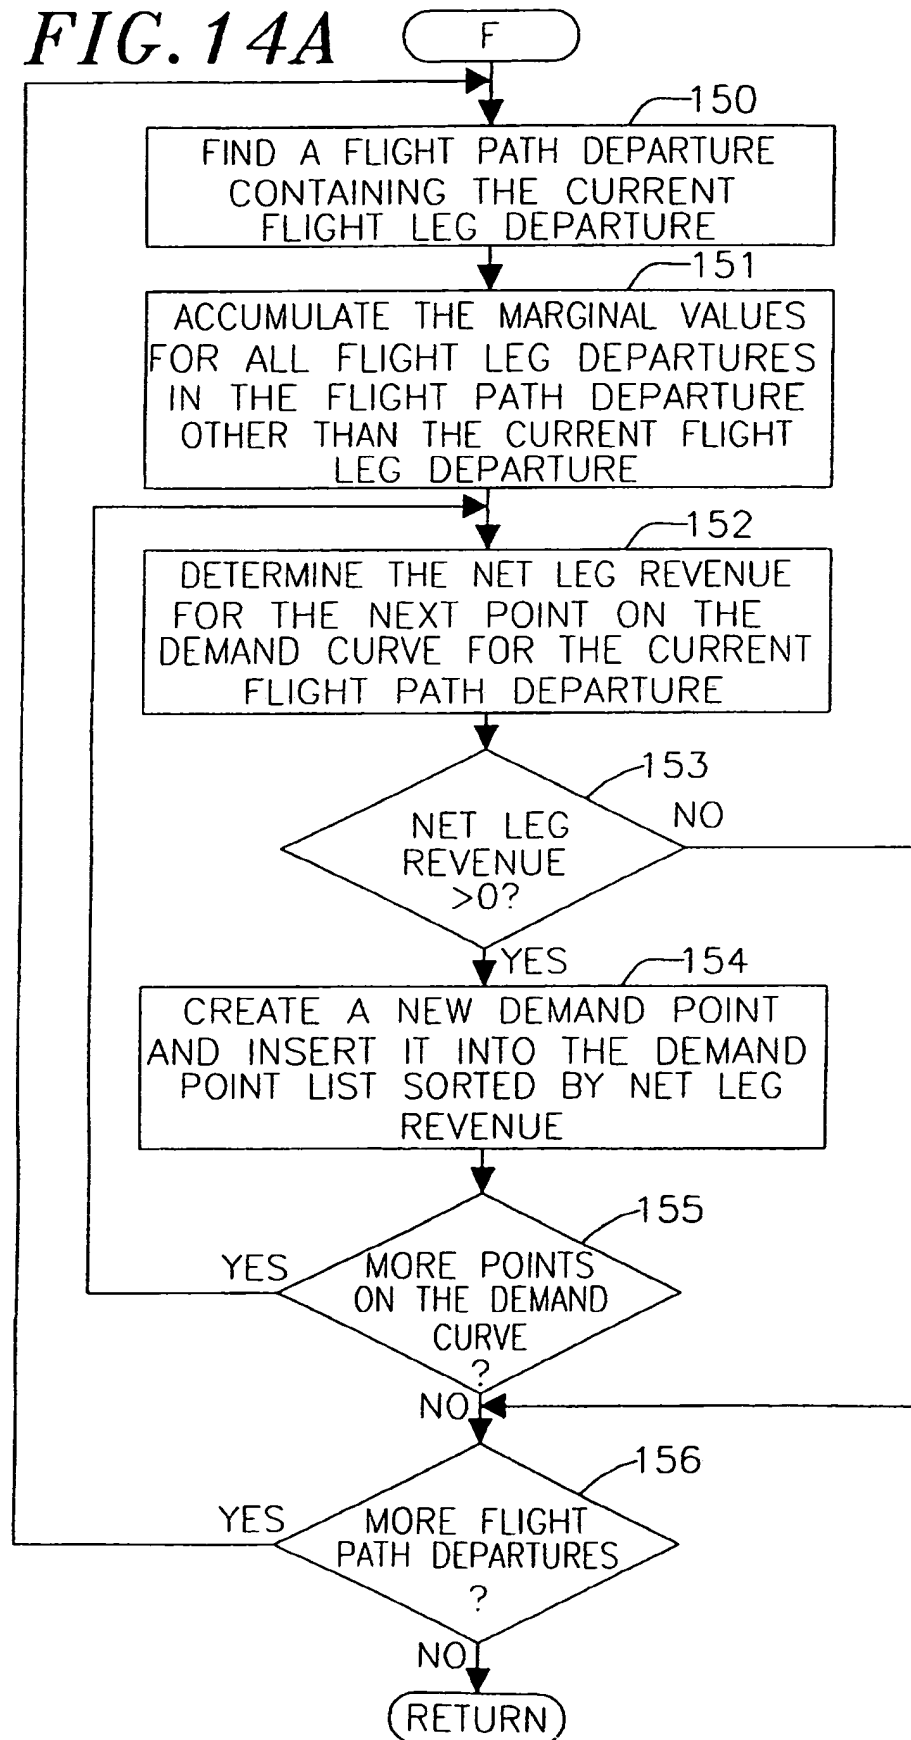 FIG. 14A
F
150
FIND A FLIGHT PATH DEPARTURE
CONTAINING THE CURRENT
FLIGHT LEG DEPARTURE
151
ACCUMULATE THE MARGINAL VALUES
FOR ALL FLIGHT LEG DEPARTURES
IN THE FLIGHT PATH DEPARTURE
OTHER THAN THE CURRENT FLIGHT
LEG DEPARTURE
152
DETERMINE THE NET LEG REVENUE
FOR THE NEXT POINT ON THE
DEMAND CURVE FOR THE CURRENT
FLIGHT PATH DEPARTURE
153
NO
NET LEG
REVENUE
>0?
YES
154
CREATE A NEW DEMAND POINT
AND INSERT IT INTO THE DEMAND
POINT LIST SORTED BY NET LEG
REVENUE
155
YES
MORE POINTS
ON THE DEMAND
CURVE
?
NO
156
YES
MORE FLIGHT
PATH DEPARTURES
?
NO
RETURN